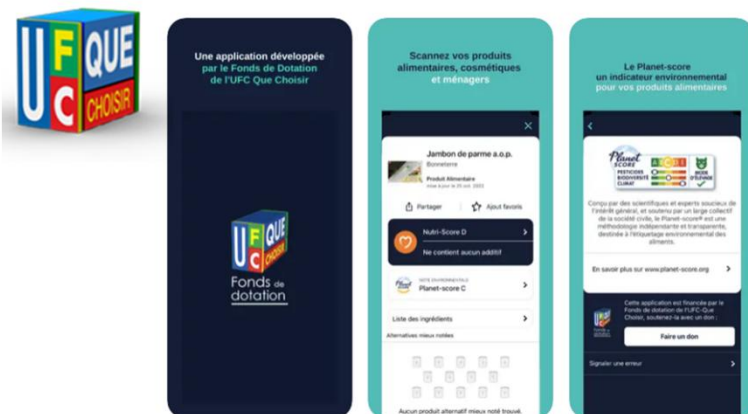 UFC
QUE
CHOISIR
Une application développée
par le Fonds de Dotation
de l'UFC Que Choisir
UFC
QUE
CHOISIR
Fonds de
dotation
Scannez vos produits
alimentaires, cosmétiques
et ménagers
Jambon de parme a.o.p.
Bonneterre
Produit Alimentaire
Partager
Ajout favoris
Nutri-Score D
Ne contient aucun additif
Planet-score C
Liste des ingrédients
Alternatives mieux notées
Aucun produit alternatif mieux noté trouvé.
Le Planet-score
un indicateur environnemental
pour vos produits alimentaires
Planet
SCORE
A B C D E
PESTICIDES
BIODIVERSITÉ
CLIMAT
MODE
D'ÉLEVAGE
Conçu par des scientifiques et experts soucieux de
l'intérêt général, et soutenu par un large collectif
de la société civile, le Planet-score® est une
méthodologie indépendante et transparente,
destinée à l'étiquetage environnemental des
aliments.
En savoir plus sur www.planet-score.org
Cette application est financée par le
Fonds de dotation de l'UFC-Que
Choisir, soutenez-la avec un don :
Faire un don
Signaler une erreur